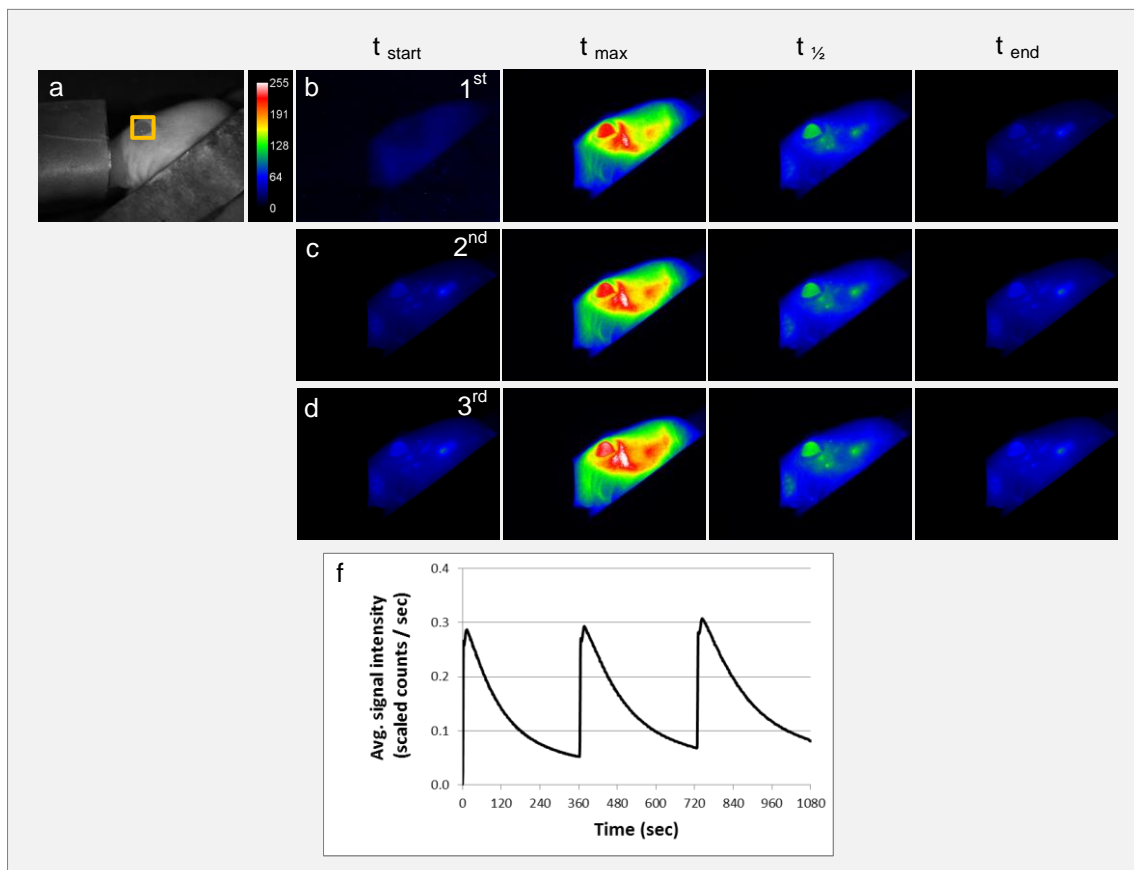 t start t max t ½ t end
a
255
191
128
64
0
b 1st
c 2nd
d 3rd
f
Avg. signal intensity
(scaled counts / sec)
0.4
0.3
0.2
0.1
0.0
0 120 240 360 480 600 720 840 960 1080
Time (sec)